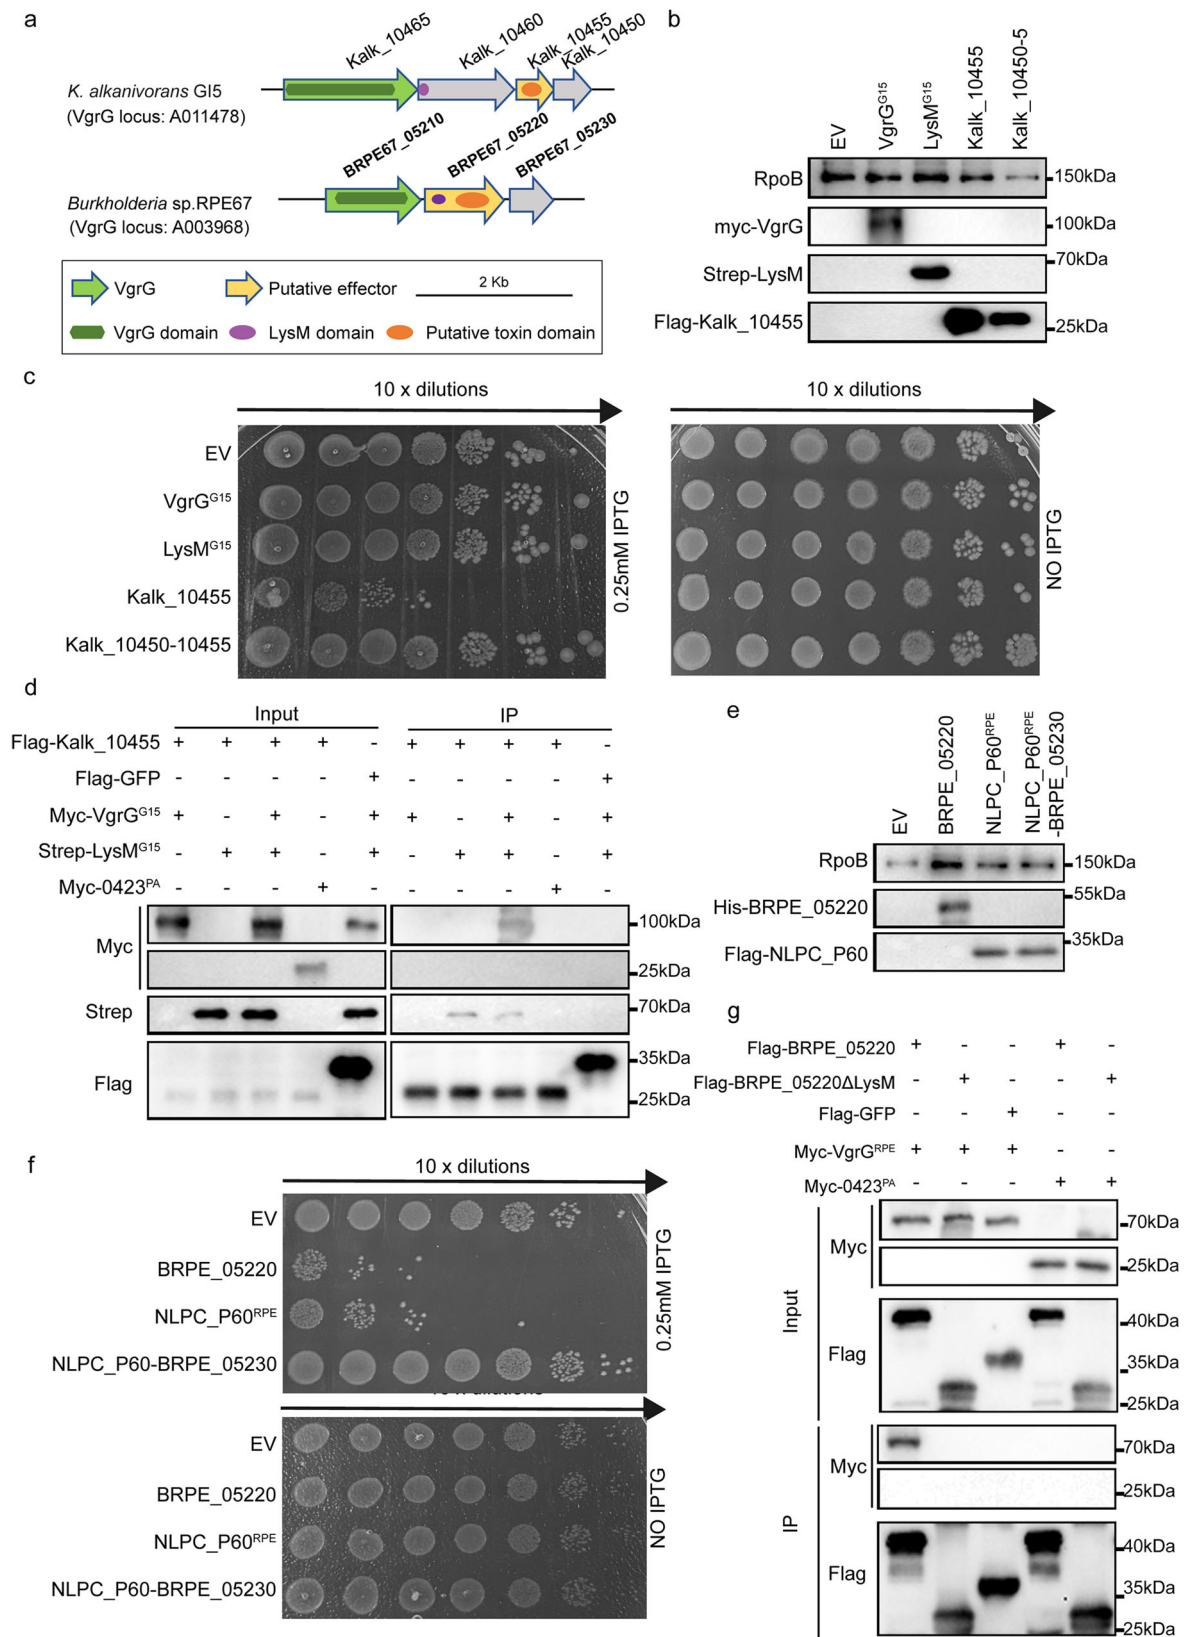 a
Kalk_10465
Kalk_10460
Kalk_10455
Kalk_10450
K. alkanivorans GI5
(VgrG locus: A011478)
BRPE67_05210
BRPE67_05220
BRPE67_05230
Burkholderia sp.RPE67
(VgrG locus: A003968)
VgrG
Putative effector
2 Kb
VgrG domain
LysM domain
Putative toxin domain
b
EV
VgrG^G15
LysM^G15
Kalk_10455
Kalk_10450-5
RpoB
150kDa
myc-VgrG
100kDa
Strep-LysM
70kDa
Flag-Kalk_10455
25kDa
c
10 x dilutions
10 x dilutions
EV
VgrG^G15
LysM^G15
Kalk_10455
Kalk_10450-10455
0.25mM IPTG
NO IPTG
d
Input IP
Flag-Kalk_10455 + + + + - + + + + -
Flag-GFP - - - - + - - - - +
Myc-VgrG^G15 + - + - + + - + - +
Strep-LysM^G15 - + + - + - + + - +
Myc-0423^PA - - - + - - - - + -
Myc
100kDa
25kDa
Strep
70kDa
Flag
35kDa
25kDa
e
EV
BRPE_05220
NLPC_P60^RPE
NLPC_P60^RPE
-BRPE_05230
RpoB
150kDa
His-BRPE_05220
55kDa
Flag-NLPC_P60
35kDa
f
10 x dilutions
EV
BRPE_05220
NLPC_P60^RPE
NLPC_P60-BRPE_05230
0.25mM IPTG
EV
BRPE_05220
NLPC_P60^RPE
NLPC_P60-BRPE_05230
NO IPTG
g
Flag-BRPE_05220 + - - + -
Flag-BRPE_05220ΔLysM - + - - +
Flag-GFP - - + - -
Myc-VgrG^RPE + + + - -
Myc-0423^PA - - - + +
Input
Myc
70kDa
25kDa
Flag
40kDa
35kDa
25kDa
IP
Myc
70kDa
25kDa
Flag
40kDa
35kDa
25kDa